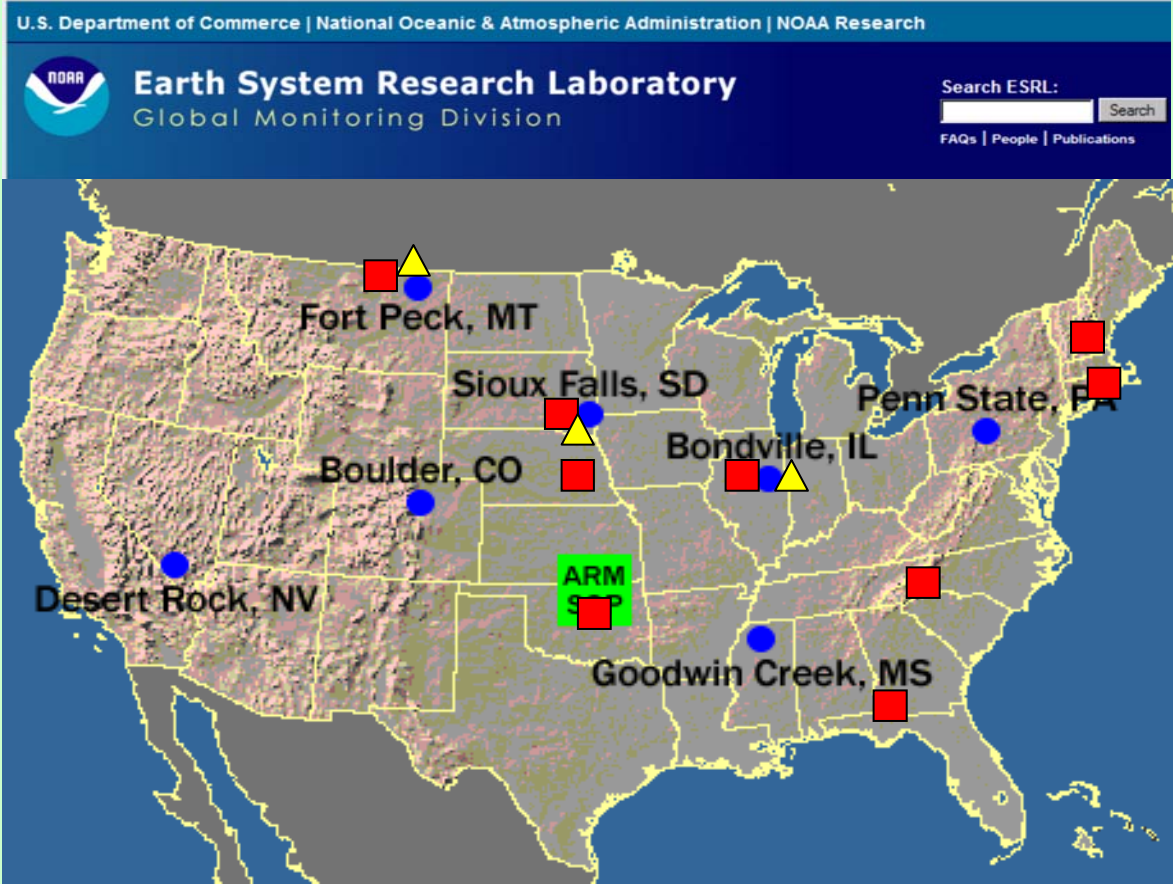 U.S. Department of Commerce | National Oceanic & Atmospheric Administration | NOAA Research
NOAA
Earth System Research Laboratory
Global Monitoring Division
Search ESRL:
Search
FAQs | People | Publications
Fort Peck, MT
Sioux Falls, SD
Penn State, PA
Bondville, IL
Boulder, CO
ARM
SGP
Desert Rock, NV
Goodwin Creek, MS